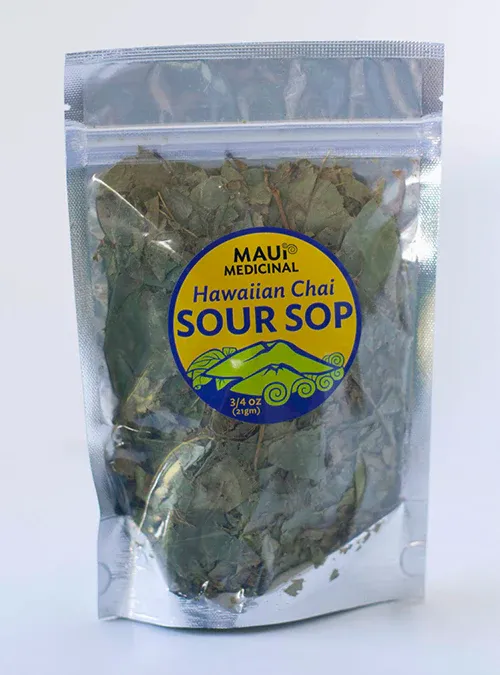 MAUi
MEDICINAL
Hawaiian Chai
SOUR SOP
3/4 oz
(21gm)